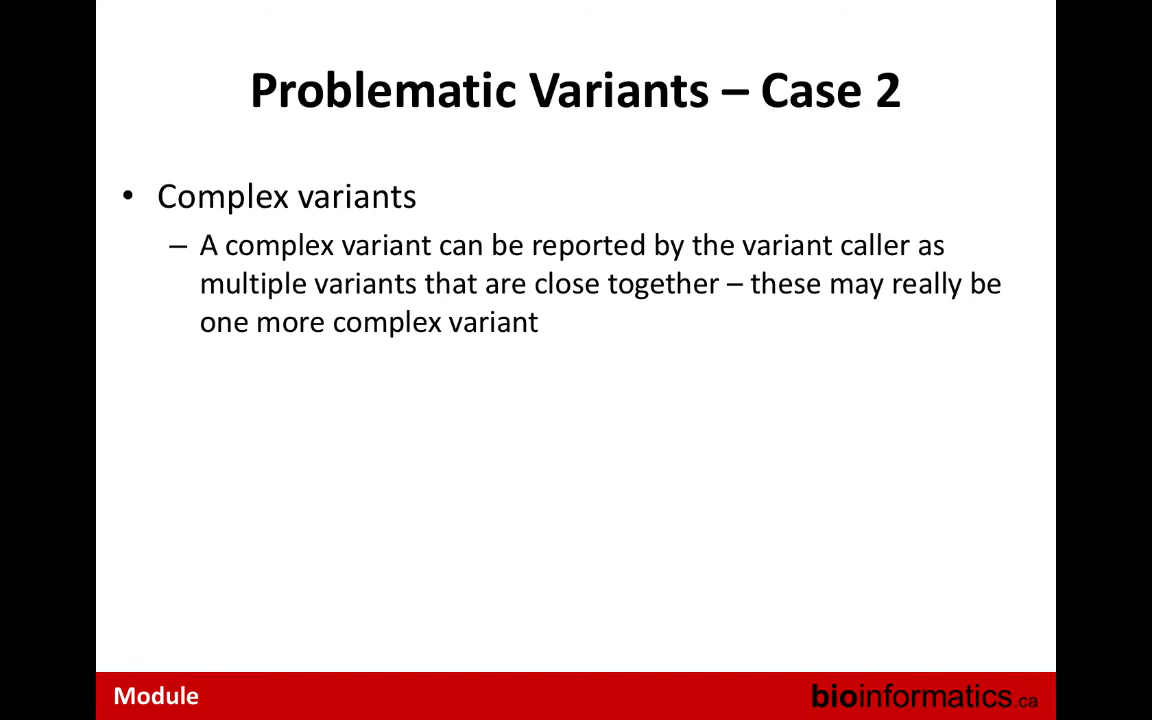 Problematic Variants – Case 2
• Complex variants
– A complex variant can be reported by the variant caller as
multiple variants that are close together – these may really be
one more complex variant
Module
bioinformatics.ca